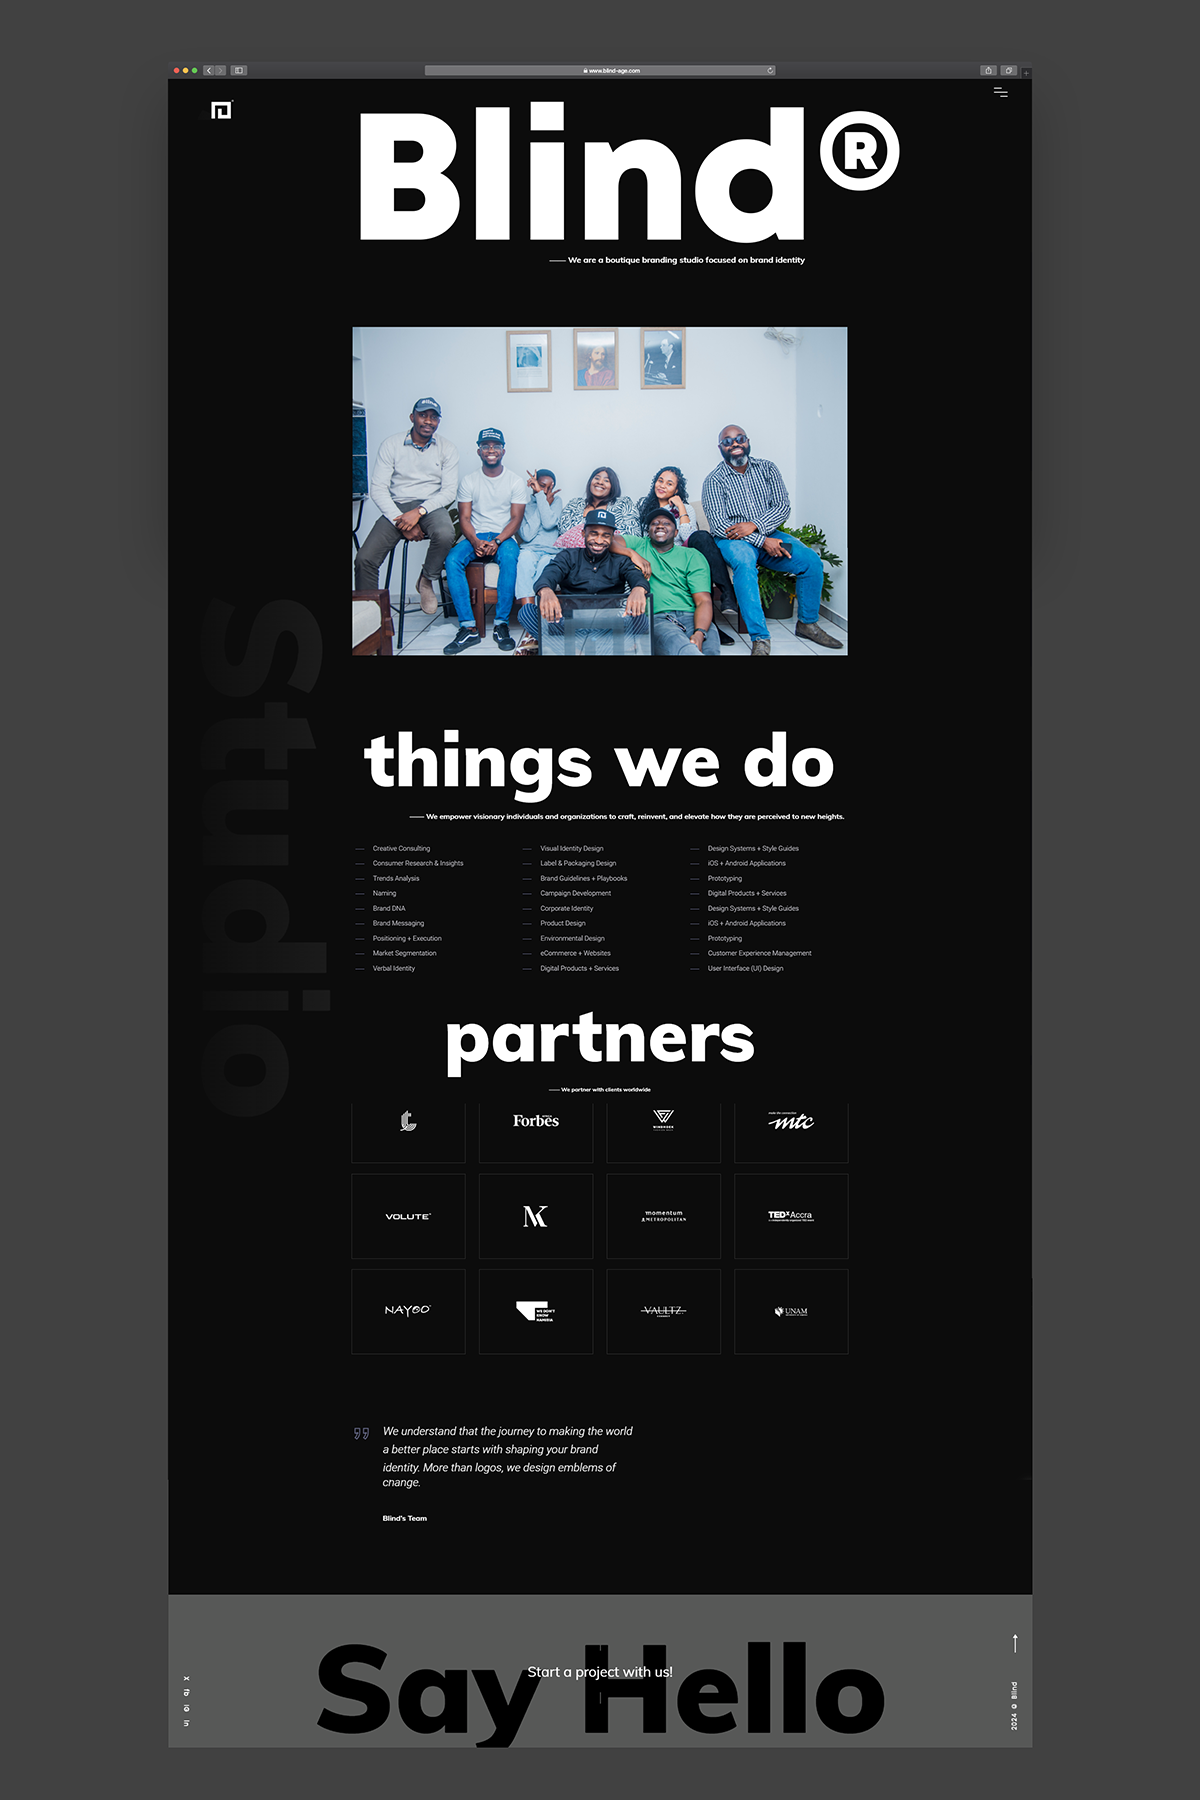 www.blind-age.com
Blind®
We are a boutique branding studio focused on brand identity
Studio
things we do
We empower visionary individuals and organizations to craft, reinvent, and elevate how they are perceived to new heights.
Creative Consulting
Consumer Research & Insights
Trends Analysis
Naming
Brand DNA
Brand Messaging
Positioning + Execution
Market Segmentation
Verbal Identity
Visual Identity Design
Label & Packaging Design
Brand Guidelines + Playbooks
Campaign Development
Corporate Identity
Product Design
Environmental Design
eCommerce + Websites
Digital Products + Services
Design Systems + Style Guides
iOS + Android Applications
Prototyping
Digital Products + Services
Design Systems + Style Guides
iOS + Android Applications
Prototyping
Customer Experience Management
User Interface (UI) Design
partners
We partner with clients worldwide
Forbes
AFRICA
WINDHOEK
mtc
VOLUTE
NK
momentum
METROPOLITAN
TEDxAccra
NAYOO
WE DON'T
KNOW
NAMIBIA
VAULTZ
UNAM
We understand that the journey to making the world
a better place starts with shaping your brand
identity. More than logos, we design emblems of
cnange.
Blind's Team
Say Hello
Start a project with us!
X fb IG in
2024 © Blind